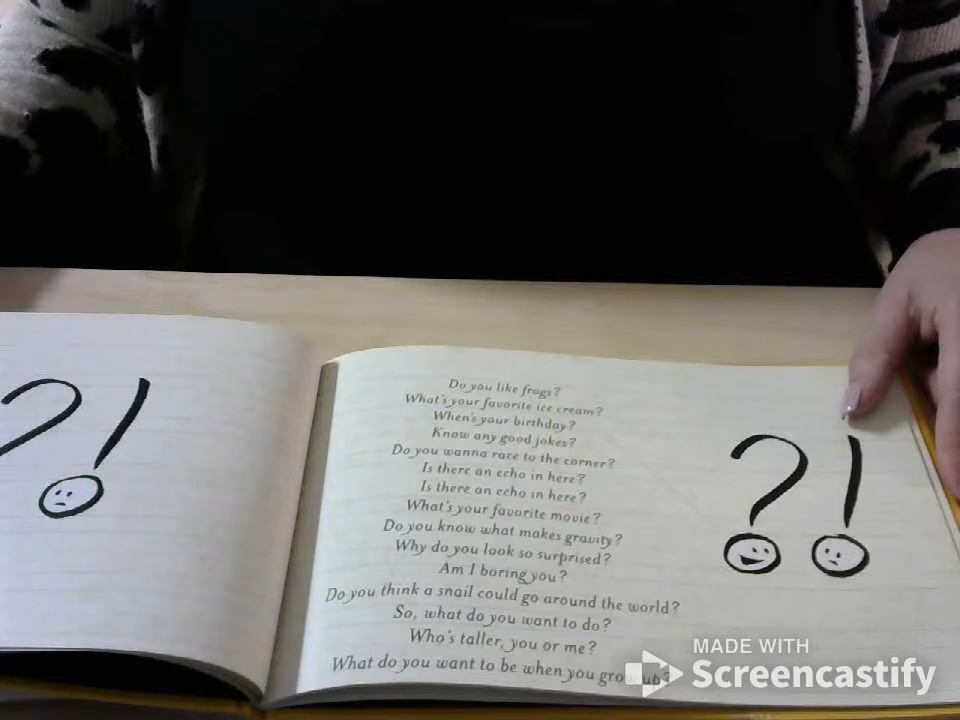 Do you like frogs?
What's your favorite ice cream?
When's your birthday?
Know any good jokes?
Do you wanna race to the corner?
Is there an echo in here?
Is there an echo in here?
What's your favorite movie?
Do you know what makes gravity?
Why do you look so surprised?
Am I boring you?
Do you think a snail could go around the world?
So, what do you want to do?
Who's taller, you or me?
What do you want to be when you grow up?
? !
? !
MADE WITH
Screencastify